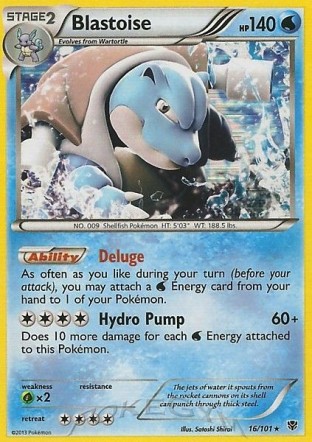 STAGE2
Blastoise
HP140
Evolves from Wartortle
NO. 009 Shellfish Pokémon HT: 5'03" WT: 188.5 lbs.
Ability Deluge
As often as you like during your turn (before your
attack), you may attach a Energy card from your
hand to 1 of your Pokémon.
Hydro Pump 60+
Does 10 more damage for each Energy attached
to this Pokémon.
weakness resistance
×2
retreat
The jets of water it spouts from
the rocket cannons on its shell
can punch through thick steel.
©2013 Pokémon Illus. Satoshi Shirai 16/101★